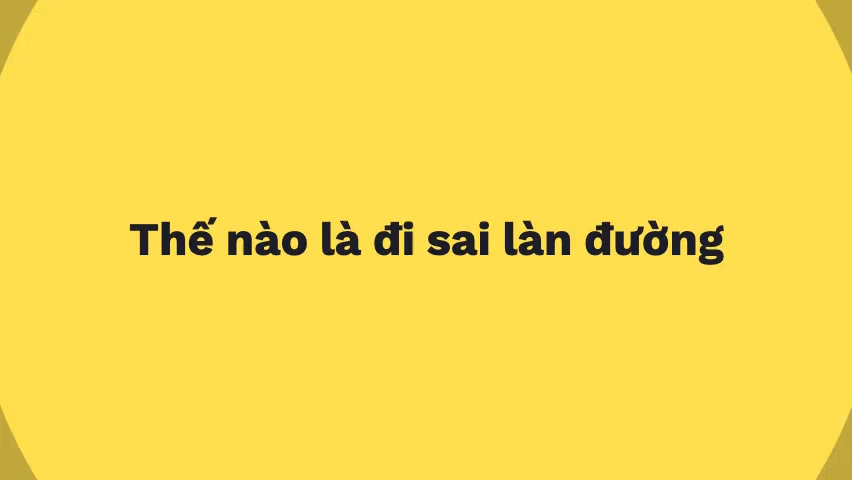 Thế nào là đi sai làn đường